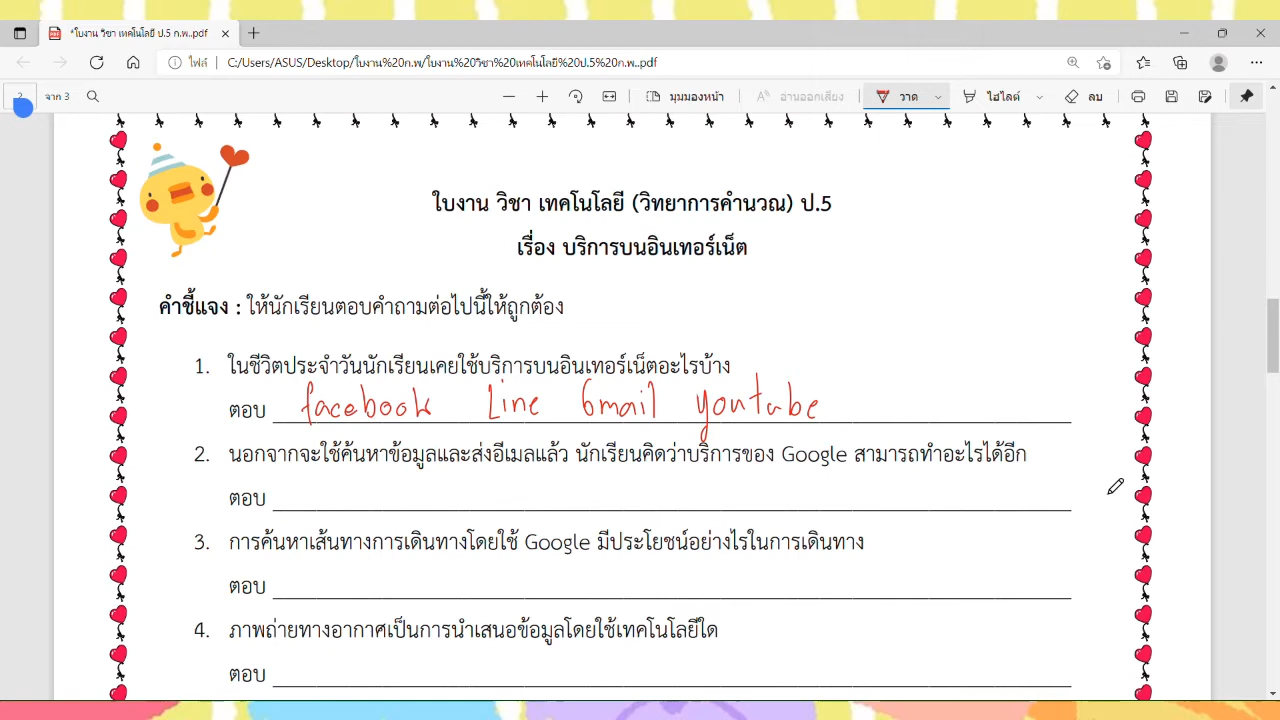 *ใบงาน วิชา เทคโนโลยี ป.5 ก.พ..pdf
ไฟล์ C:/Users/ASUS/Desktop/ใบงาน%20ก.พ/ใบงาน%20วิชา%20เทคโนโลยี%20ป.5%20ก.พ..pdf
2 จาก 3 มุมมองหน้า อ่านออกเสียง วาด ไฮไลต์ ลบ
ใบงาน วิชา เทคโนโลยี (วิทยาการคำนวณ) ป.5
เรื่อง บริการบนอินเทอร์เน็ต
คำชี้แจง : ให้นักเรียนตอบคำถามต่อไปนี้ให้ถูกต้อง
1. ในชีวิตประจำวันนักเรียนเคยใช้บริการบนอินเทอร์เน็ตอะไรบ้าง
ตอบ facebook Line Gmail youtube
2. นอกจากจะใช้ค้นหาข้อมูลและส่งอีเมลแล้ว นักเรียนคิดว่าบริการของ Google สามารถทำอะไรได้อีก
ตอบ
3. การค้นหาเส้นทางการเดินทางโดยใช้ Google มีประโยชน์อย่างไรในการเดินทาง
ตอบ
4. ภาพถ่ายทางอากาศเป็นการนำเสนอข้อมูลโดยใช้เทคโนโลยีใด
ตอบ